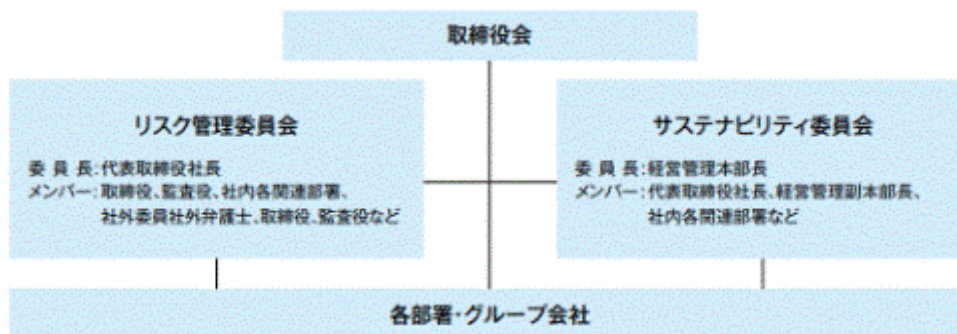 取締役会
リスク管理委員会
委員長:代表取締役社長
メンバー:取締役、監査役、社内各関連部署、
社外委員社外弁護士、取締役、監査役など
サステナビリティ委員会
委員長:経営管理本部長
メンバー:代表取締役社長、経営管理副本部長、
社内各関連部署など
各部署・グループ会社